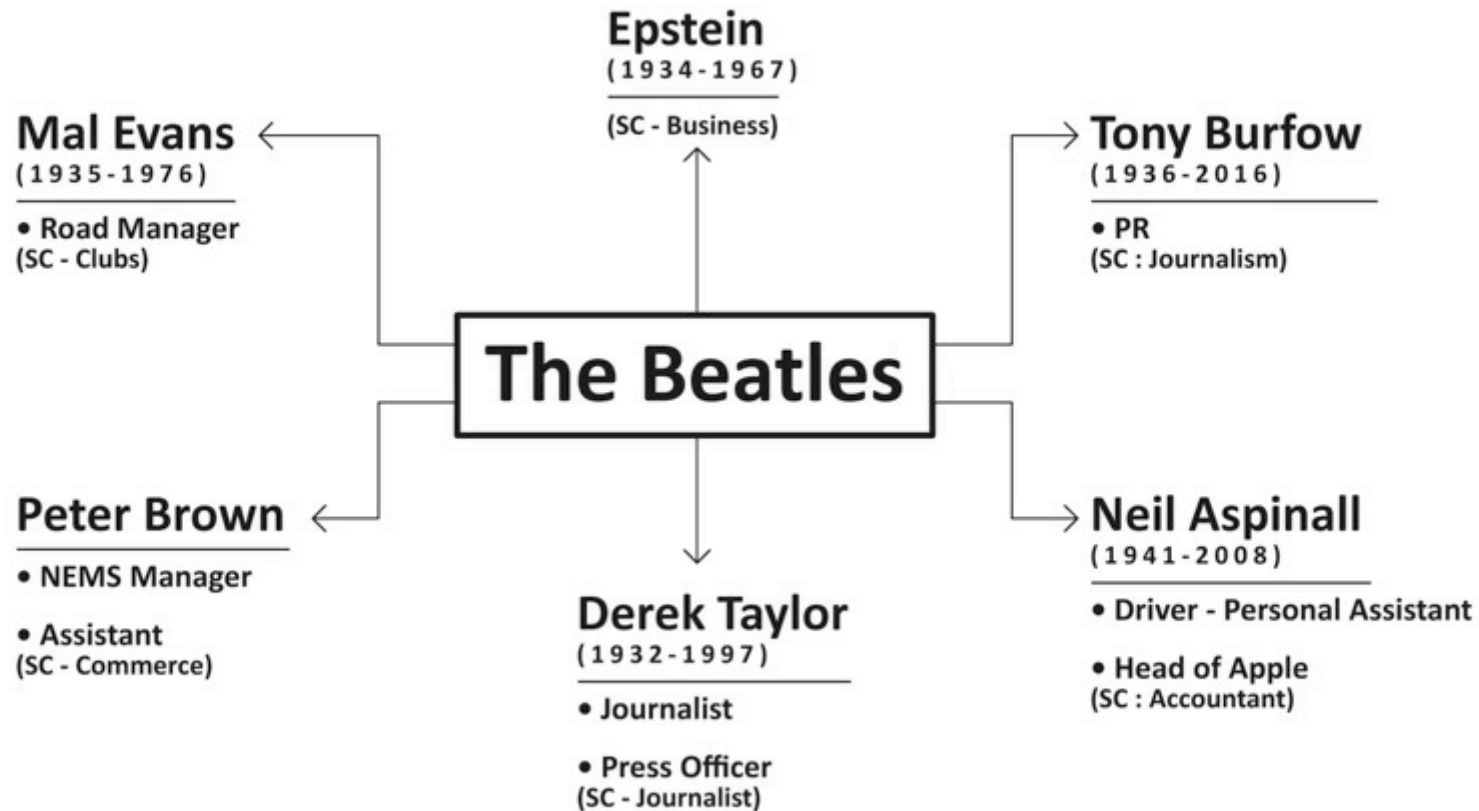 Epstein
(1934-1967)
(SC - Business)
Mal Evans
(1935-1976)
• Road Manager
(SC - Clubs)
Tony Burfow
(1936-2016)
• PR
(SC : Journalism)
The Beatles
Peter Brown
• NEMS Manager
• Assistant
(SC - Commerce)
Derek Taylor
(1932-1997)
• Journalist
• Press Officer
(SC - Journalist)
Neil Aspinall
(1941-2008)
• Driver - Personal Assistant
• Head of Apple
(SC : Accountant)